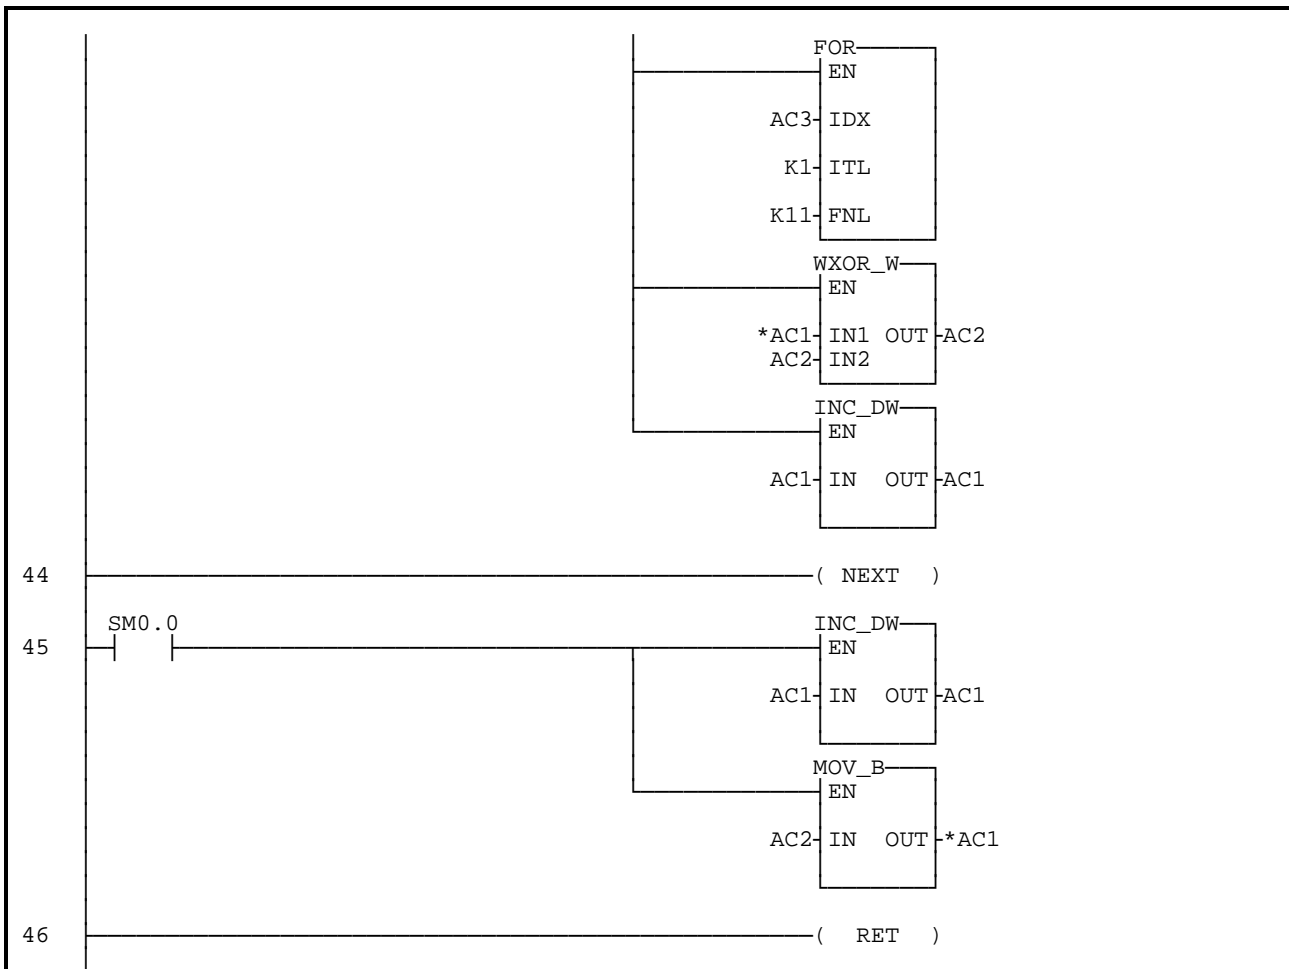 FOR
EN
AC3 IDX
K1 ITL
K11 FNL
WXOR_W
EN
*AC1 IN1 OUT AC2
AC2 IN2
INC_DW
EN
AC1 IN OUT AC1
44 ( NEXT )
SM0.0 INC_DW
45 EN
AC1 IN OUT AC1
MOV_B
EN
AC2 IN OUT *AC1
46 ( RET )